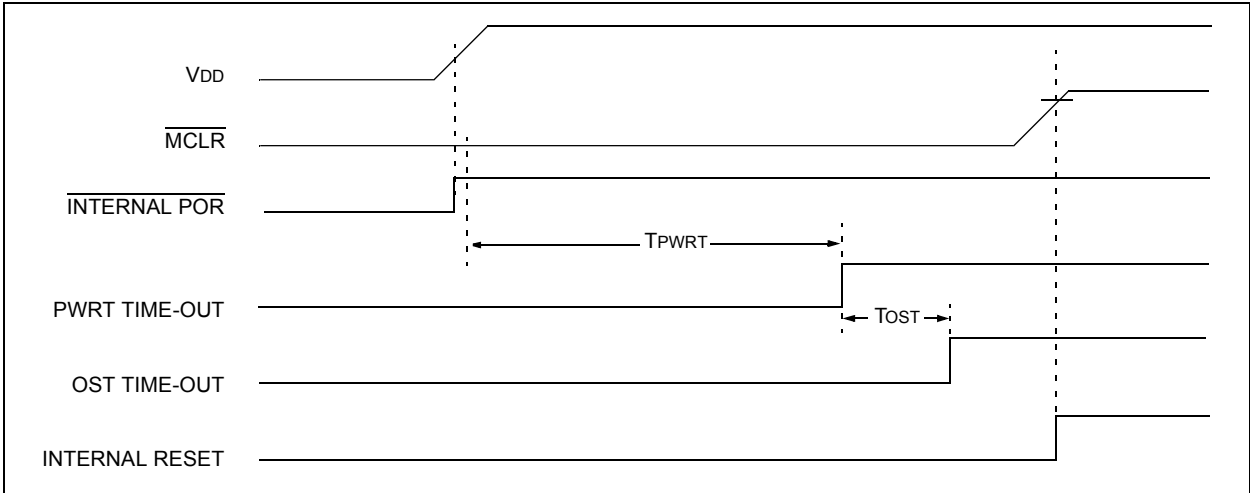 VDD
MCLR
INTERNAL POR
TPWRT
PWRT TIME-OUT
TOST
OST TIME-OUT
INTERNAL RESET